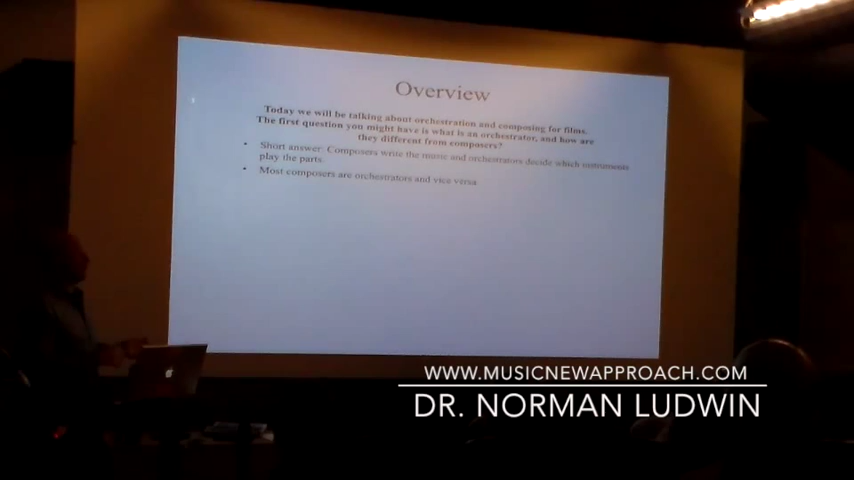 Overview
Today we will be talking about orchestration and composing for films.
The first question you might have is what is an orchestrator, and how are
they different from composers?
• Short answer: Composers write the music and orchestrators decide which instruments
play the parts.
• Most composers are orchestrators and vice versa
WWW.MUSICNEWAPPROACH.COM
DR. NORMAN LUDWIN